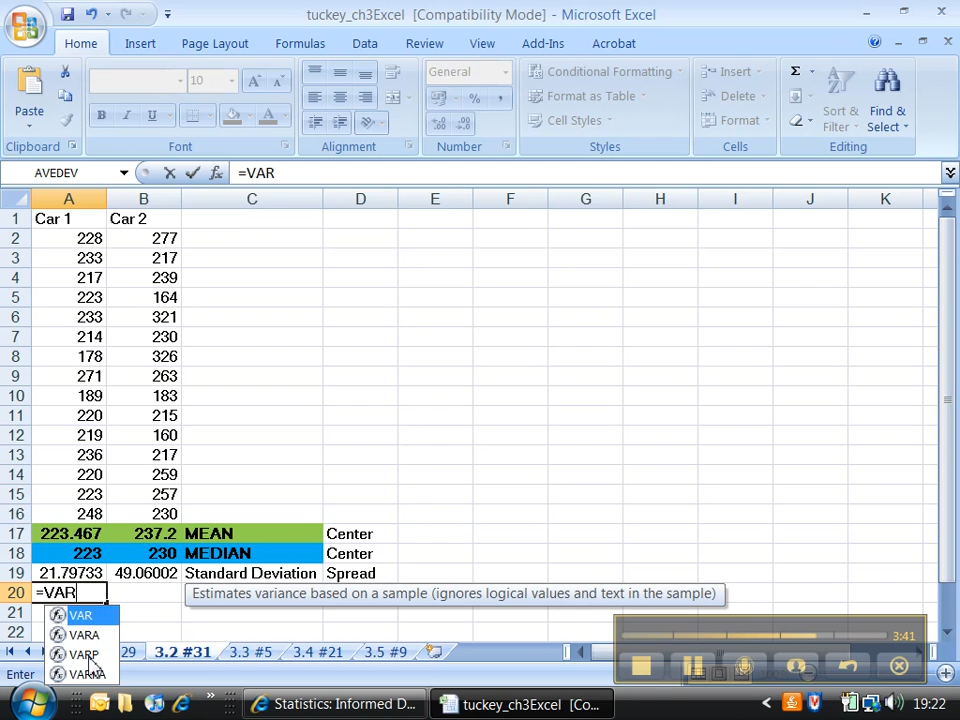 tuckey_ch3Excel [Compatibility Mode] - Microsoft Excel
Home Insert Page Layout Formulas Data Review View Add-Ins Acrobat
Paste
10
General
Conditional Formatting
Format as Table
Cell Styles
Insert
Delete
Format
Sort & Filter
Find & Select
Clipboard Font Alignment Number Styles Cells Editing
AVEDEV =VAR
A B C D E F G H I J K
1 Car 1 Car 2
2 228 277
3 233 217
4 217 239
5 223 164
6 233 321
7 214 230
8 178 326
9 271 263
10 189 183
11 220 215
12 219 160
13 236 217
14 220 259
15 223 257
16 248 230
17 223.467 237.2 MEAN Center
18 223 230 MEDIAN Center
19 21.79733 49.06002 Standard Deviation Spread
20 =VAR Estimates variance based on a sample (ignores logical values and text in the sample)
21 VAR
22 VARA
VARP
VARPA
29 3.2 #31 3.3 #5 3.4 #21 3.5 #9
3:41
Enter
Statistics: Informed D... tuckey_ch3Excel [Co... 19:22